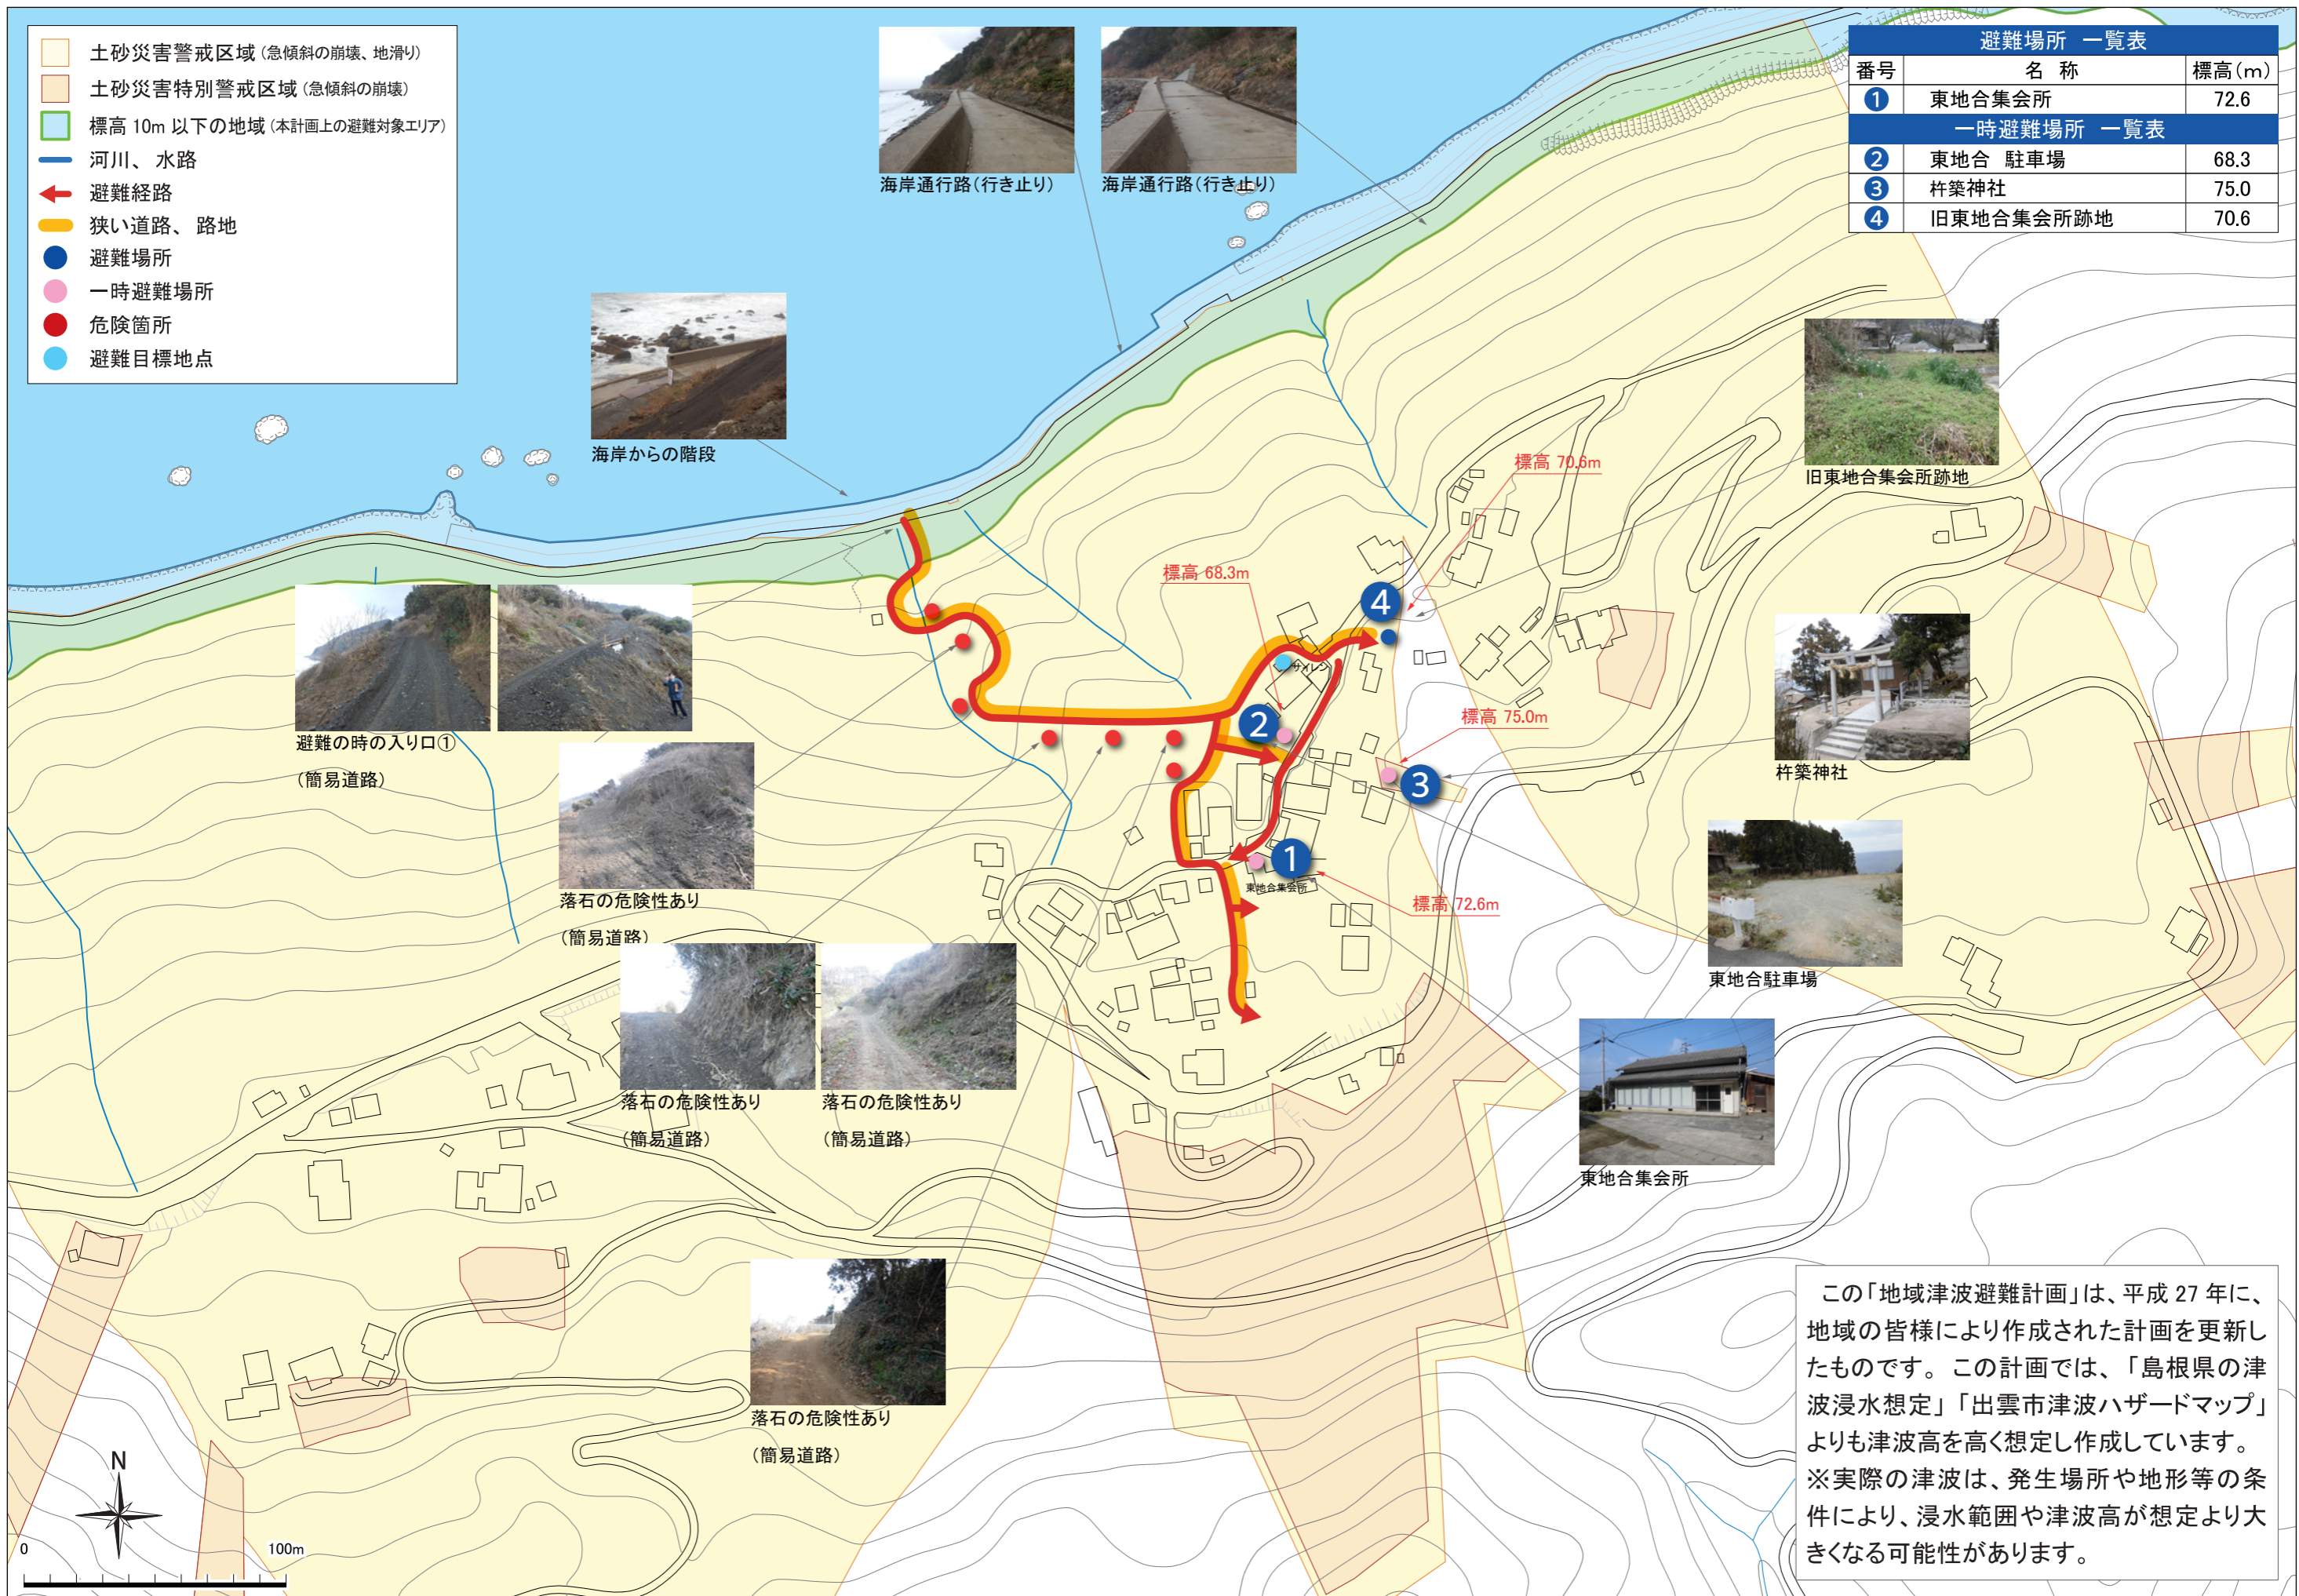 土砂災害警戒区域（急傾斜の崩壊、地滑り）
土砂災害特別警戒区域（急傾斜の崩壊）
標高 10m 以下の地域（本計画上の避難対象エリア）
河川、水路
避難経路
狭い道路、路地
避難場所
一時避難場所
危険箇所
避難目標地点
海岸通行路（行き止り）
海岸通行路（行き止り）
避難場所 一覧表
番号 名 称 標高（m）
1 東地合集会所 72.6
一時避難場所 一覧表
2 東地合 駐車場 68.3
3 杵築神社 75.0
4 旧東地合集会所跡地 70.6
海岸からの階段
標高 70.6m
旧東地合集会所跡地
標高 68.3m
4
サイレン
2
標高 75.0m
3
杵築神社
避難の時の入り口①
（簡易道路）
落石の危険性あり
（簡易道路）
1
東地合集会所
標高 72.6m
東地合駐車場
落石の危険性あり
（簡易道路）
落石の危険性あり
（簡易道路）
東地合集会所
落石の危険性あり
（簡易道路）
この「地域津波避難計画」は、平成 27 年に、
地域の皆様により作成された計画を更新し
たものです。この計画では、「島根県の津
波浸水想定」「出雲市津波ハザードマップ」
よりも津波高を高く想定し作成しています。
※実際の津波は、発生場所や地形等の条
件により、浸水範囲や津波高が想定より大
きくなる可能性があります。
N
0 100m